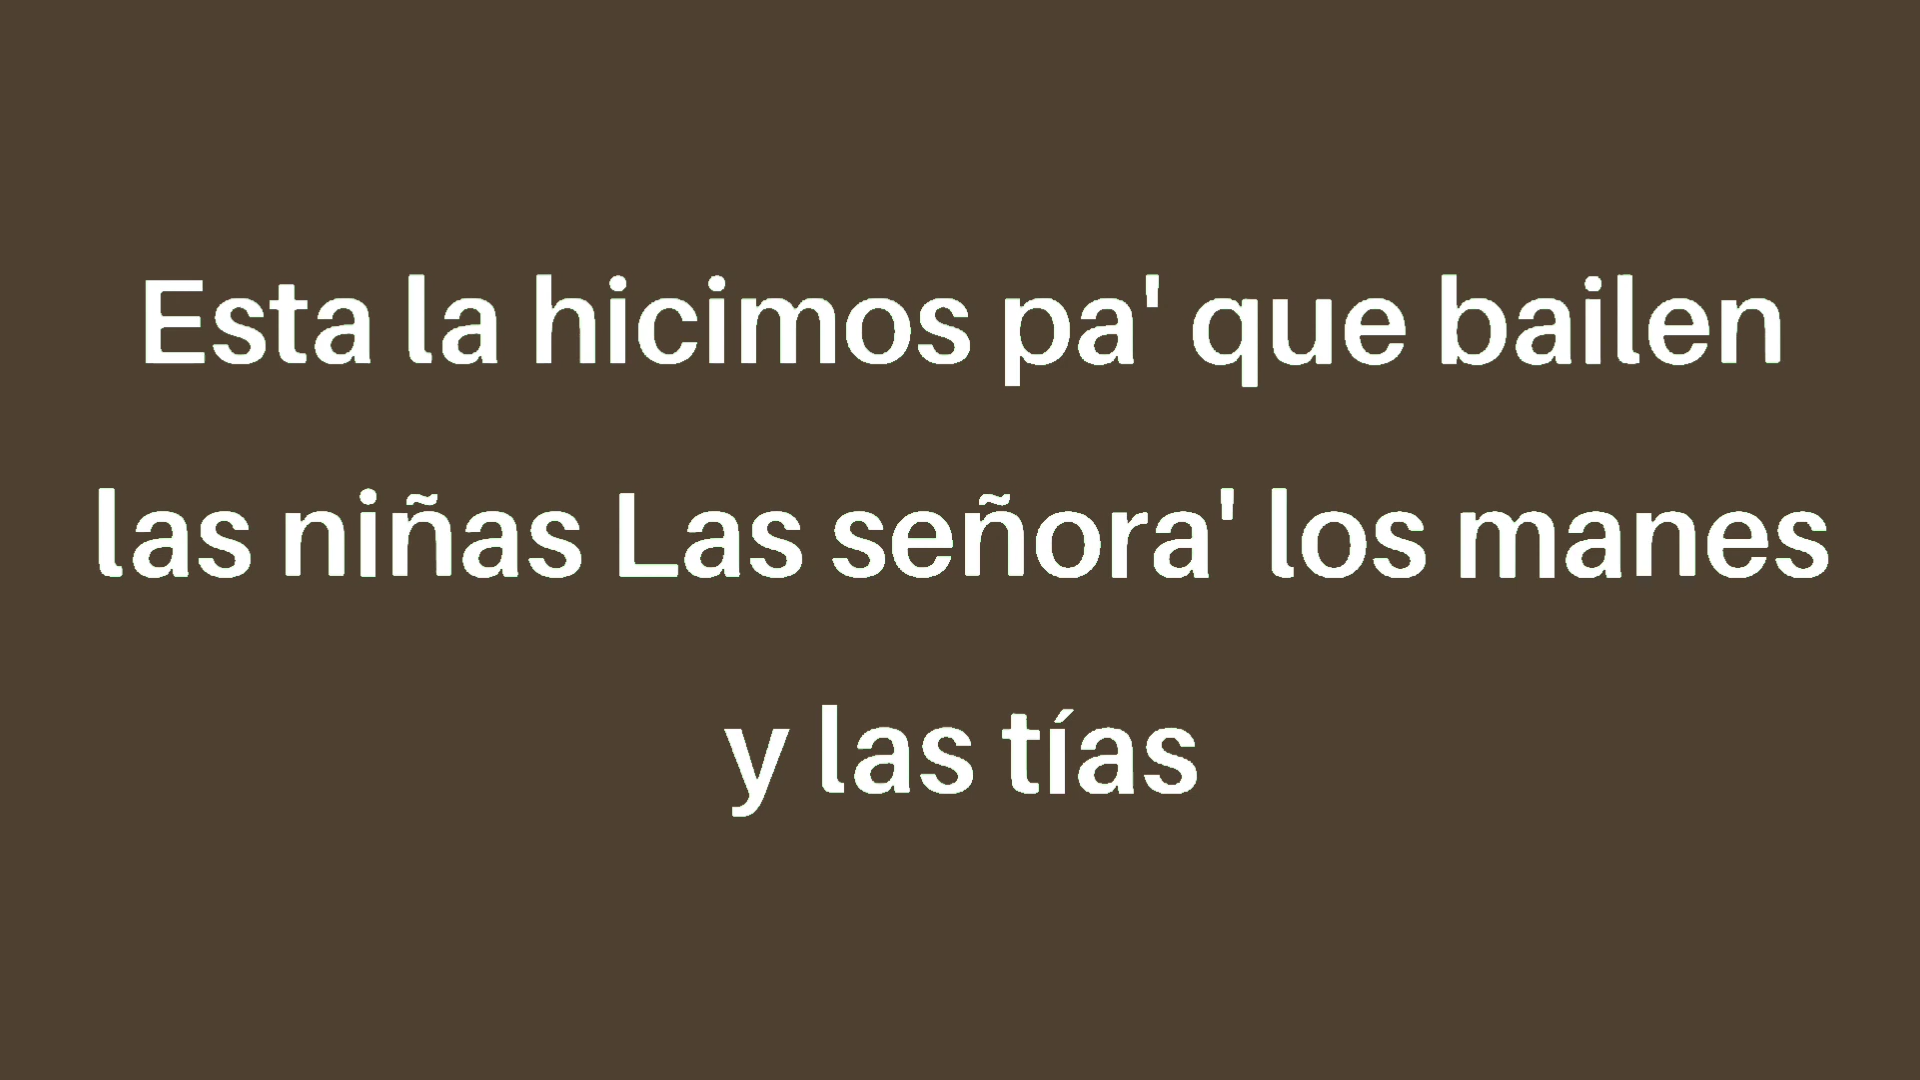 Esta la hicimos pa' que bailen
las niñas Las señora' los manes
y las tías